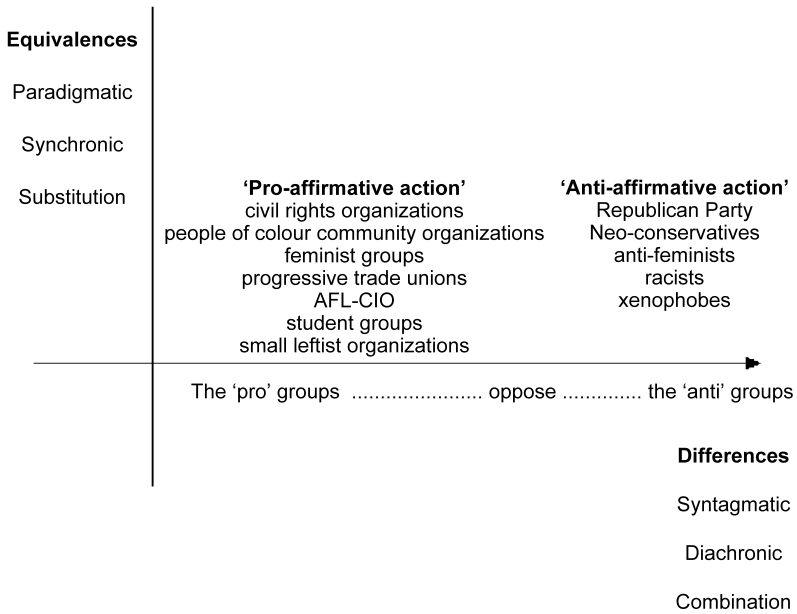 Equivalences
Paradigmatic
Synchronic
Substitution
‘Pro-affirmative action’
civil rights organizations
people of colour community organizations
feminist groups
progressive trade unions
AFL-CIO
student groups
small leftist organizations
‘Anti-affirmative action’
Republican Party
Neo-conservatives
anti-feminists
racists
xenophobes
The ‘pro’ groups ....................... oppose .............. the ‘anti’ groups
Differences
Syntagmatic
Diachronic
Combination